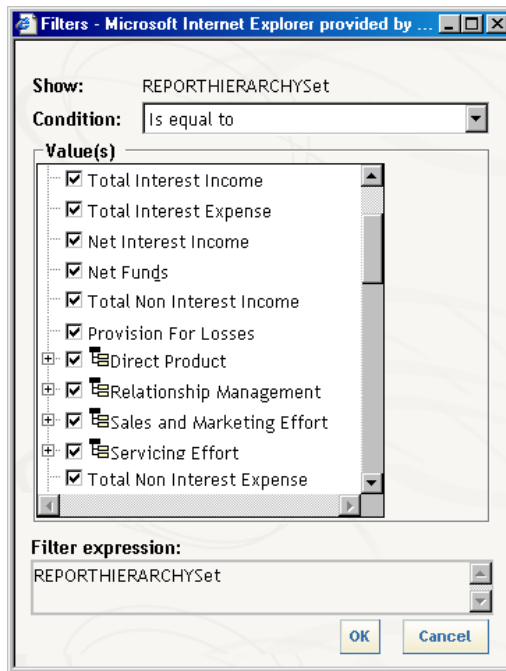 Filters - Microsoft Internet Explorer provided by ...
Show: REPORTHIERARCHYSet
Condition: Is equal to
Value(s)
Total Interest Income
Total Interest Expense
Net Interest Income
Net Funds
Total Non Interest Income
Provision For Losses
Direct Product
Relationship Management
Sales and Marketing Effort
Servicing Effort
Total Non Interest Expense
Filter expression:
REPORTHIERARCHYSet
OK Cancel